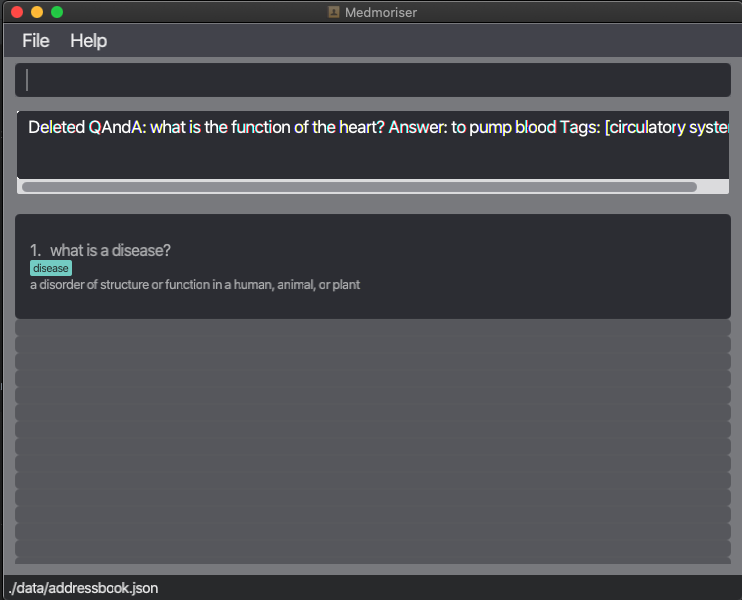 Medmoriser
File Help
Deleted QAndA: what is the function of the heart? Answer: to pump blood Tags: [circulatory
1. what is a disease?
disease
a disorder of structure or function in a human, animal, or plant
./data/addressbook.json